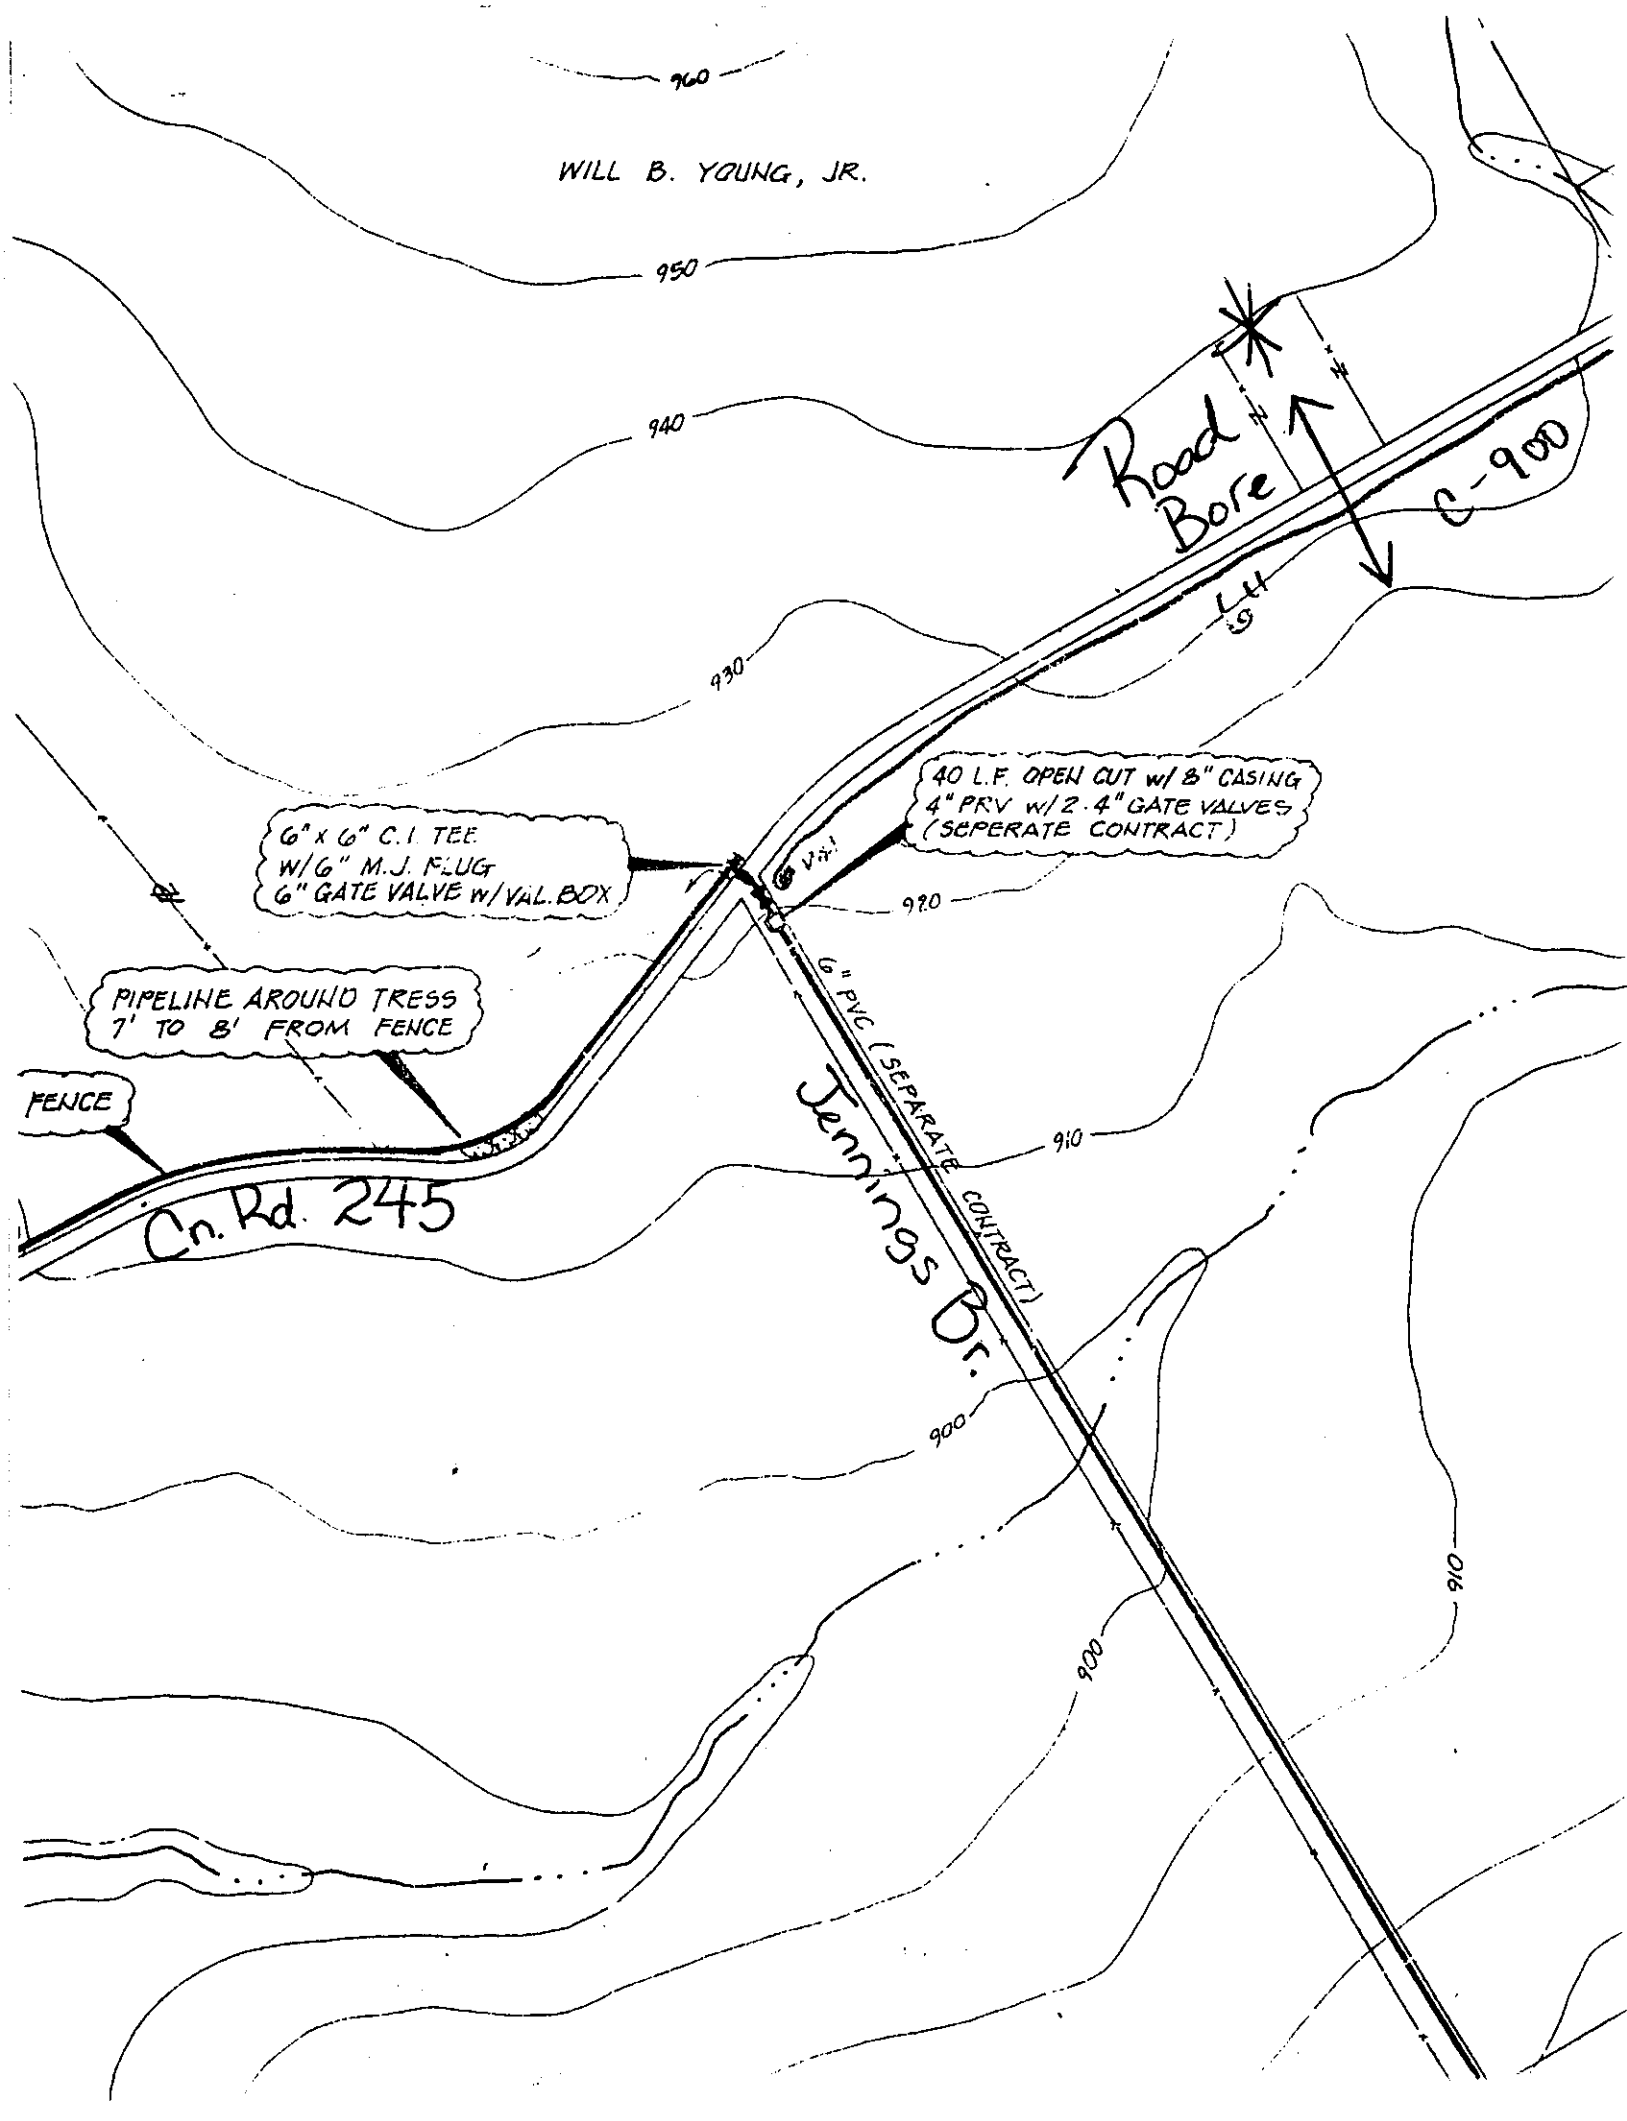 960
WILL B. YOUNG, JR.
950
940
Road
Bore
C-900
930
40 L.F. OPEN CUT w/ 8" CASING
4" PRV w/ 2-4" GATE VALVES
(SEPERATE CONTRACT)
6" X 6" C.I. TEE
W/6" M.J. PLUG
6" GATE VALVE w/ VAL. BOX
920
6" PVC (SEPARATE CONTRACT)
PIPELINE AROUND TRESS
7' TO 8' FROM FENCE
FENCE
Jennings Br.
910
Cn. Rd. 245
900
910
900